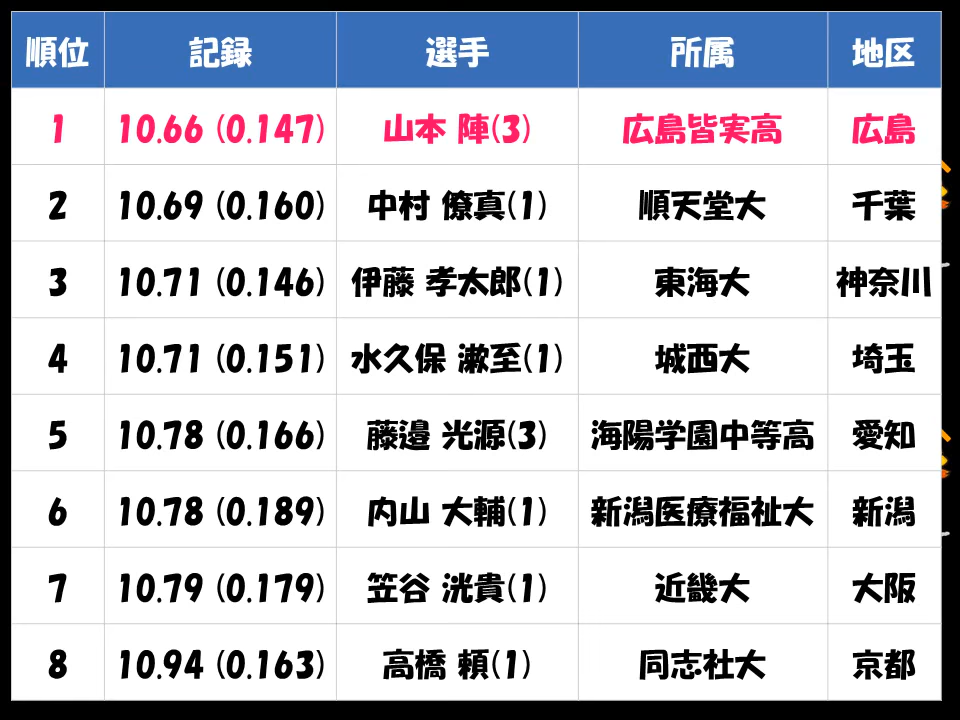 順位 記録 選手 所属 地区
1 10.66 (0.147) 山本 陣(3) 広島皆実高 広島
2 10.69 (0.160) 中村 僚真(1) 順天堂大 千葉
3 10.71 (0.146) 伊藤 孝太郎(1) 東海大 神奈川
4 10.71 (0.151) 水久保 漱至(1) 城西大 埼玉
5 10.78 (0.166) 藤邉 光源(3) 海陽学園中等高 愛知
6 10.78 (0.189) 内山 大輔(1) 新潟医療福祉大 新潟
7 10.79 (0.179) 笠谷 洸貴(1) 近畿大 大阪
8 10.94 (0.163) 高橋 頼(1) 同志社大 京都